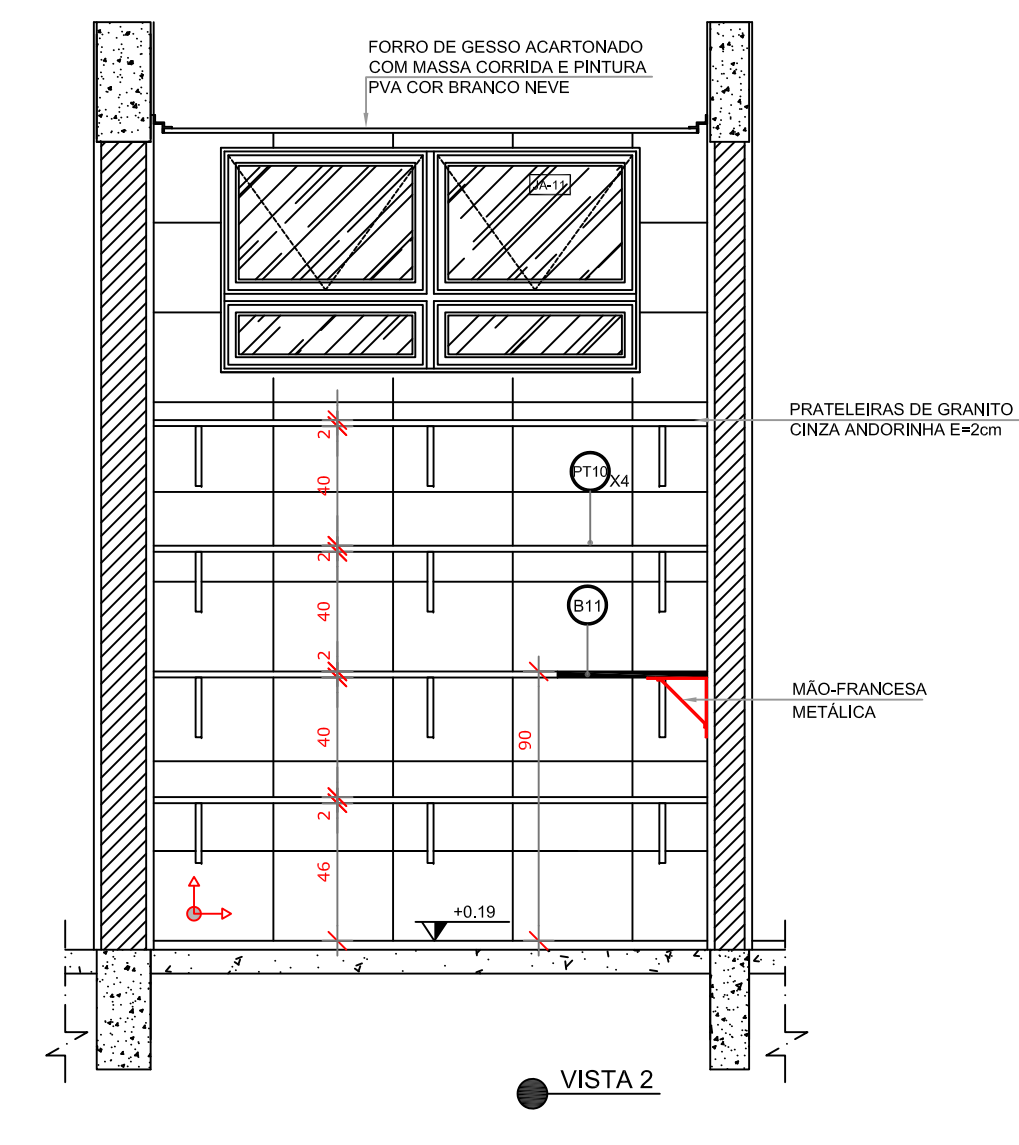 FORRO DE GESSO ACARTONADO
COM MASSA CORRIDA E PINTURA
PVA COR BRANCO NEVE
JA-11
PRATELEIRAS DE GRANITO
CINZA ANDORINHA E=2cm
2
PT10
X4
40
2
B11
40
2
MÃO-FRANCESA
METÁLICA
40
90
2
46
+0.19
VISTA 2